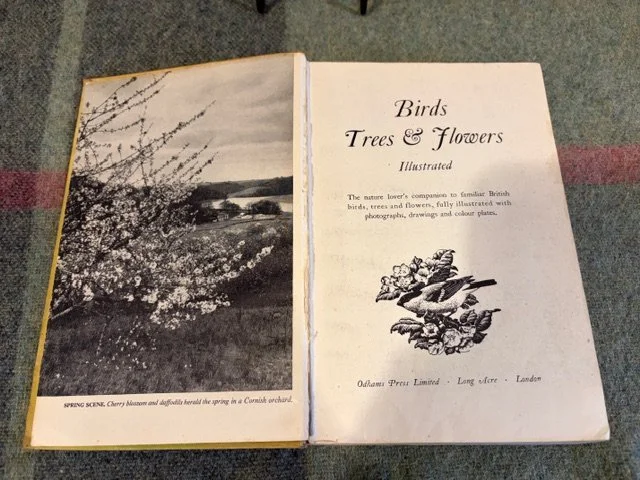 SPRING SCENE. Cherry blossom and daffodils herald the spring in a Cornish orchard.
Birds
Trees & Flowers
Illustrated
The nature lover's companion to familiar British
birds, trees and flowers, fully illustrated with
photographs, drawings and colour plates.
Odhams Press Limited · Long Acre · London